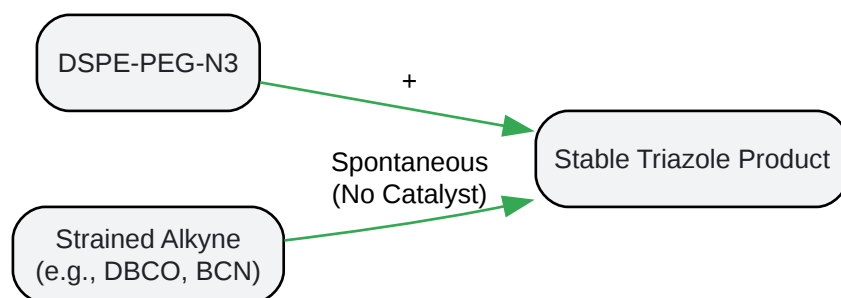 DSPE-PEG-N3
+
Spontaneous
(No Catalyst)
Stable Triazole Product
Strained Alkyne
(e.g., DBCO, BCN)